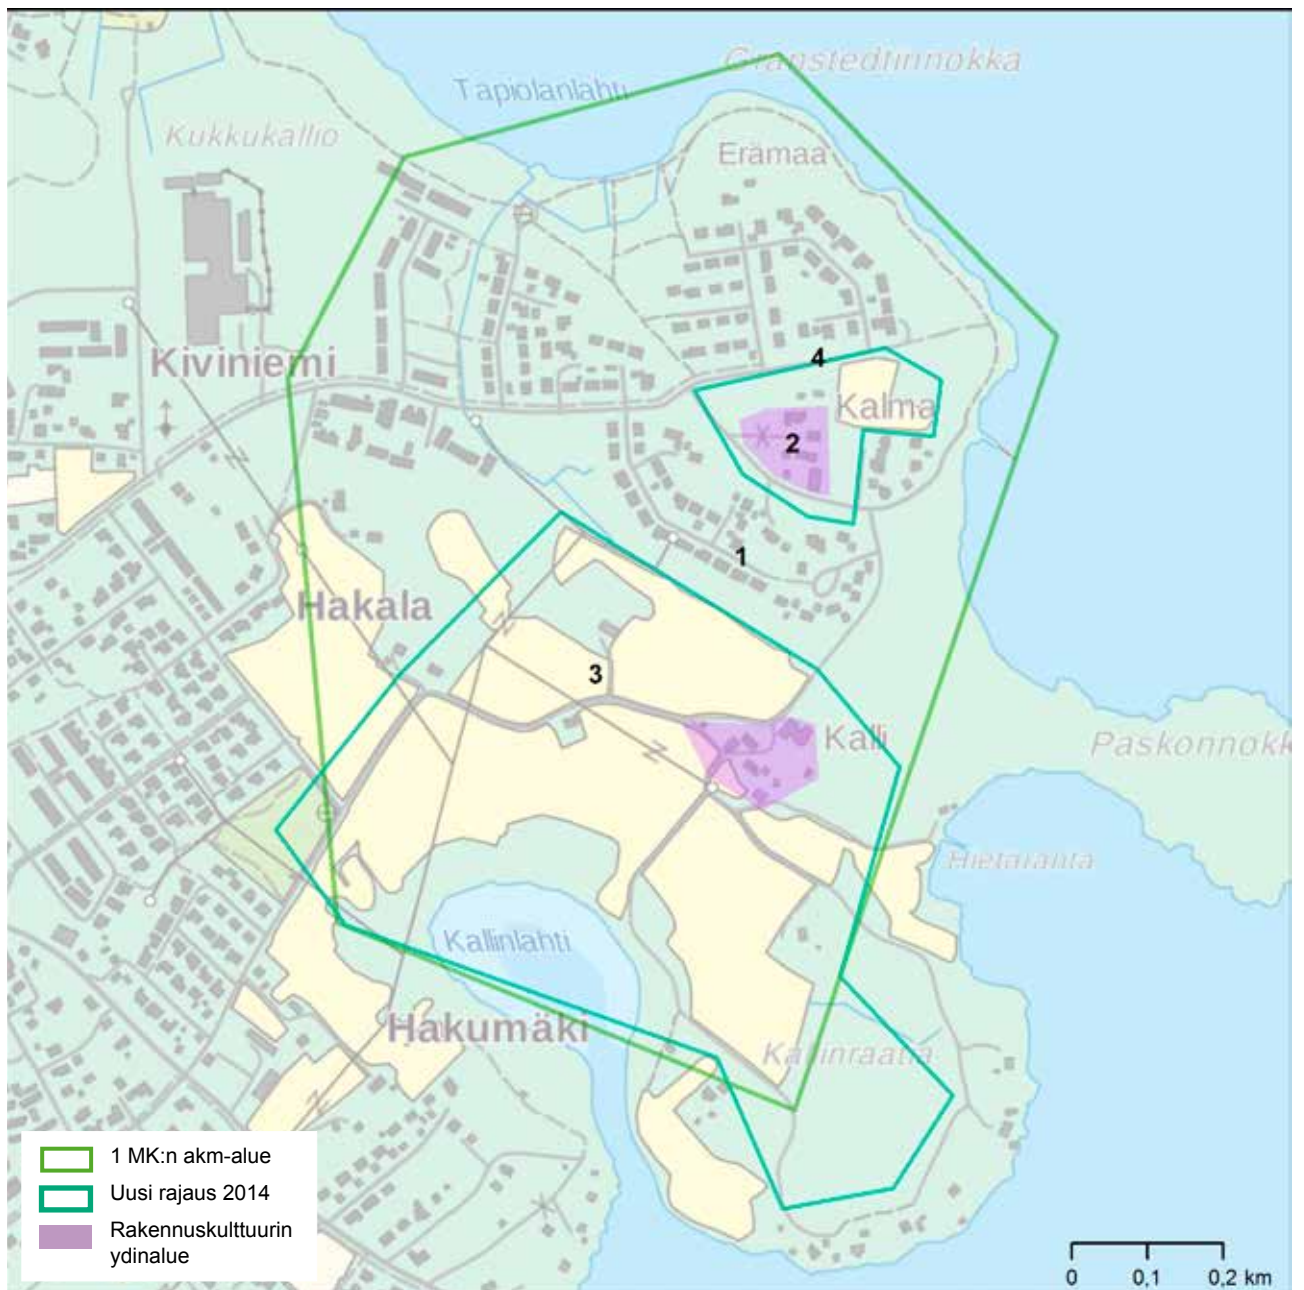 Granstedtinnokka
Tapiolanlahti
Kukkukallio
Erämaa
4
Kiviniemi
Kalma
2
1
Hakala
3
Kalli
Paskonnokk
Hietaranta
Kallinlahti
Hakumäki
Kallinraatia
1 MK:n akm-alue
Uusi rajaus 2014
Rakennuskulttuurin
ydinalue
0 0,1 0,2 km